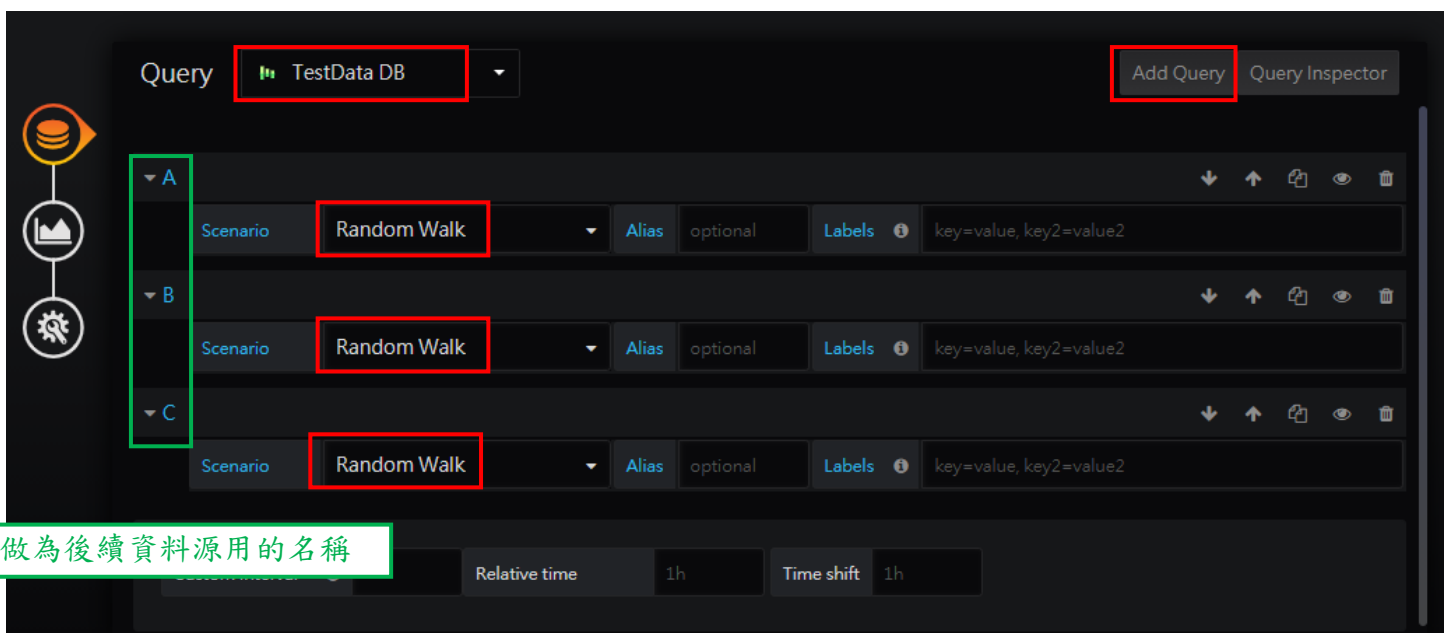 Query TestData DB Add Query Query Inspector
A
Scenario Random Walk Alias optional Labels key=value, key2=value2
B
Scenario Random Walk Alias optional Labels key=value, key2=value2
C
Scenario Random Walk Alias optional Labels key=value, key2=value2
做為後續資料源用的名稱
Relative time 1h Time shift 1h